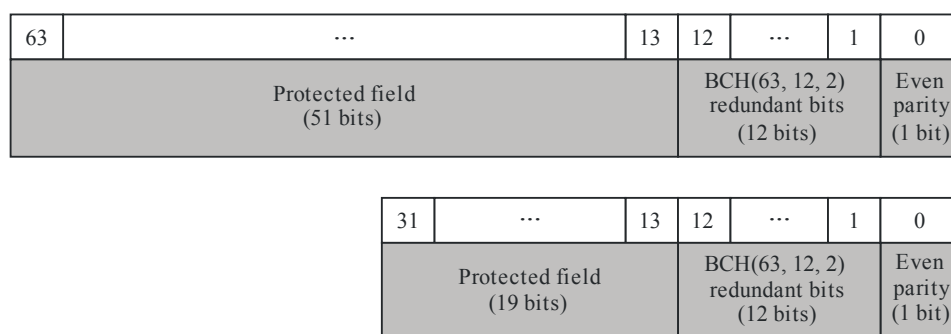 63 ... 13 12 ... 1 0
Protected field
(51 bits)
BCH(63, 12, 2)
redundant bits
(12 bits)
Even
parity
(1 bit)
31 ... 13 12 ... 1 0
Protected field
(19 bits)
BCH(63, 12, 2)
redundant bits
(12 bits)
Even
parity
(1 bit)